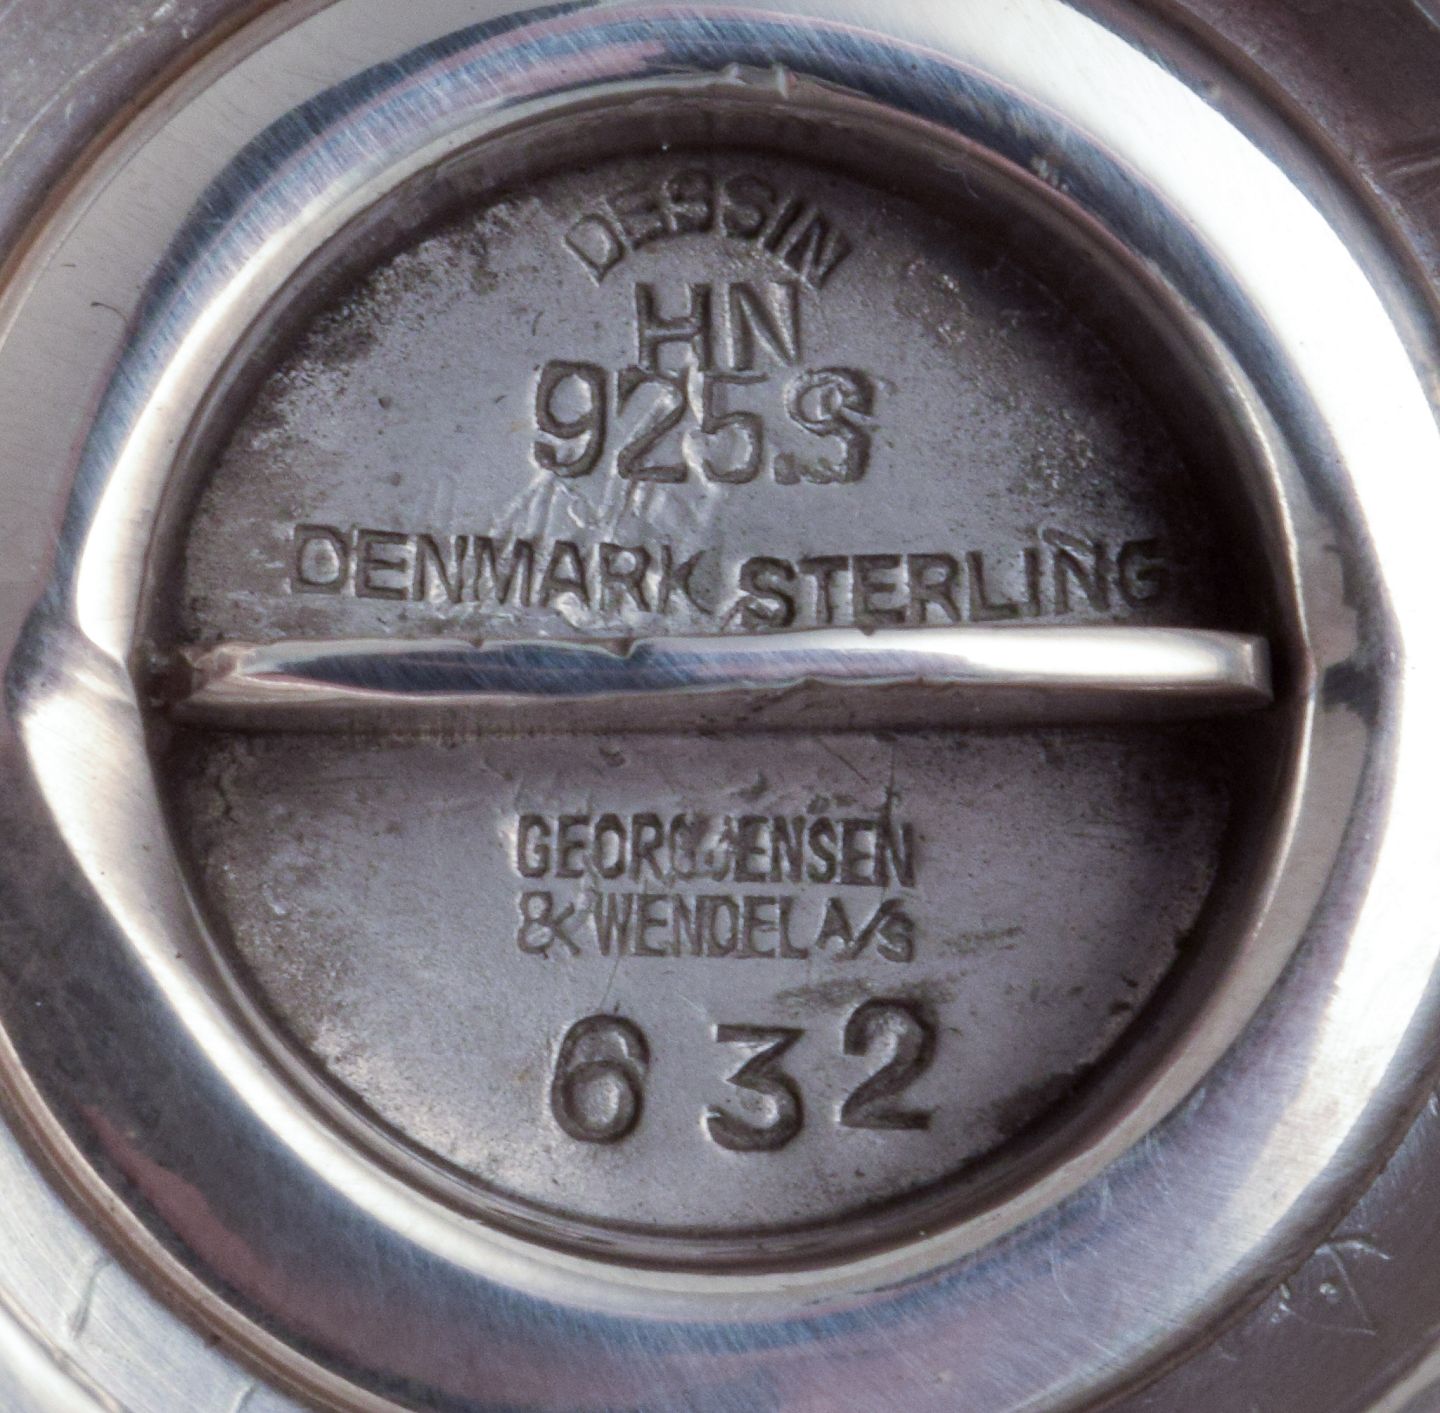 DESSIN
HN
925.S
DENMARK STERLING
GEORG JENSEN
& WENDEL A/S
632